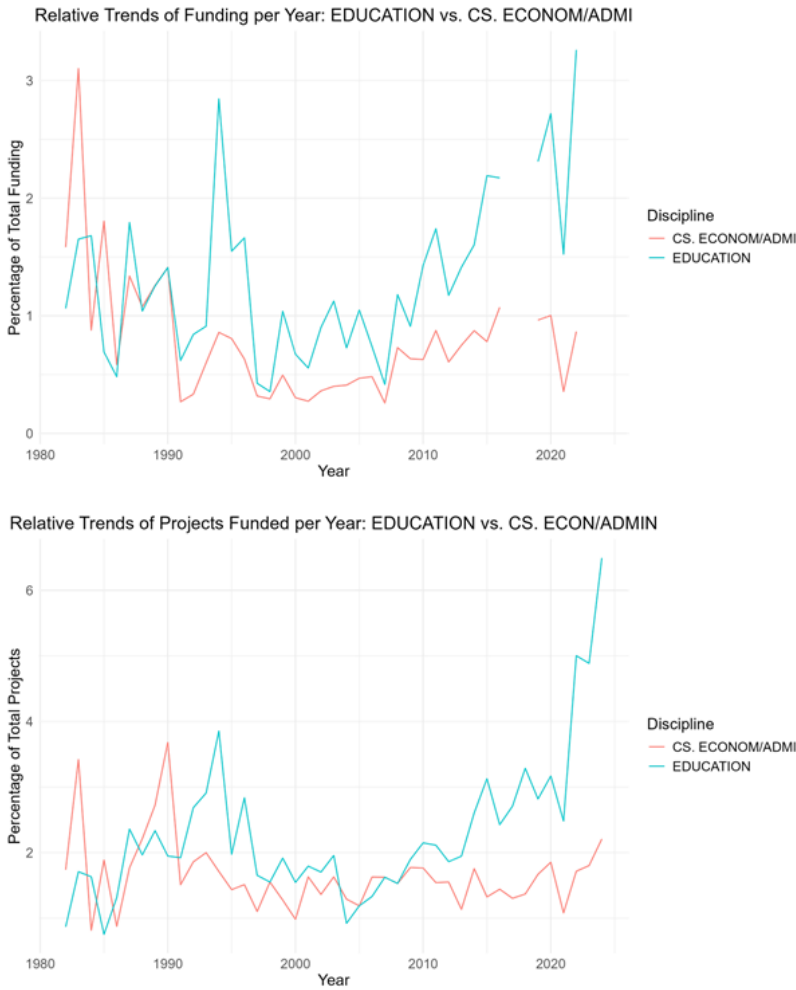 Relative Trends of Funding per Year: EDUCATION vs. CS. ECONOM/ADMI
Percentage of Total Funding
3
2
1
0
1980
1990
2000
2010
2020
Year
Discipline
CS. ECONOM/ADMI
EDUCATION
Relative Trends of Projects Funded per Year: EDUCATION vs. CS. ECON/ADMIN
Percentage of Total Projects
6
4
2
1980
1990
2000
2010
2020
Year
Discipline
CS. ECONOM/ADMI
EDUCATION